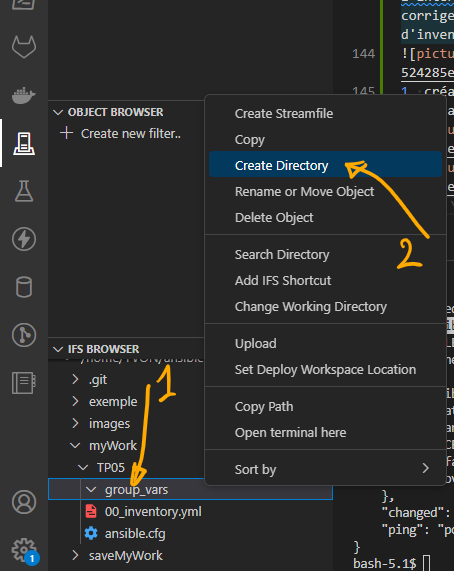 corrige
d'inven
144
![pictu
524285e
145
1. créa
OBJECT BROWSER
Create new filter..
Create Streamfile
Copy
Create Directory
Rename or Move Object
Delete Object
2
Search Directory
Add IFS Shortcut
Change Working Directory
Upload
Set Deploy Workspace Location
Copy Path
Open terminal here
Sort by
IFS BROWSER
/home/YVON/ansible
1
.git
exemple
images
myWork
TP05
group_vars
00_inventory.yml
ansible.cfg
saveMyWork
1
},
"changed":
"ping": "po
}
bash-5.1$